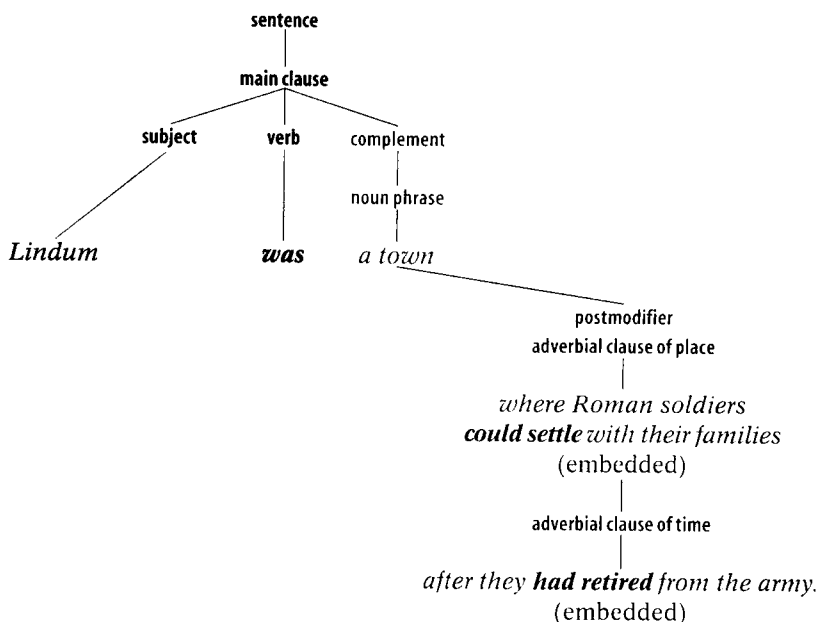 sentence
main clause
subject verb complement
noun phrase
Lindum was a town
postmodifier
adverbial clause of place
where Roman soldiers
could settle with their families
(embedded)
adverbial clause of time
after they had retired from the army.
(embedded)